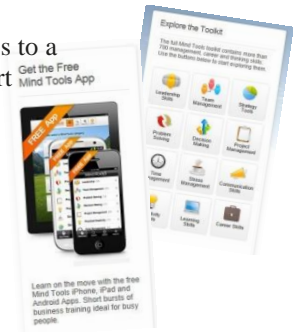 s to a
rt
Get the Free
Mind Tools App
FREE App
Learn on the move with the free
Mind Tools iPhone, iPad and
Android Apps. Short bursts of
business training ideal for busy
people.
Explore the Toolkit
The full Mind Tools toolkit contains more than
700 management, career and thinking skills.
Use the buttons below to start exploring them.
Leadership
Skills
Team
Management
Strategy
Tools
Problem
Solving
Decision
Making
Project
Management
Time
Stress
Management
Communication
Skills
Learning
Skills
Career Skills